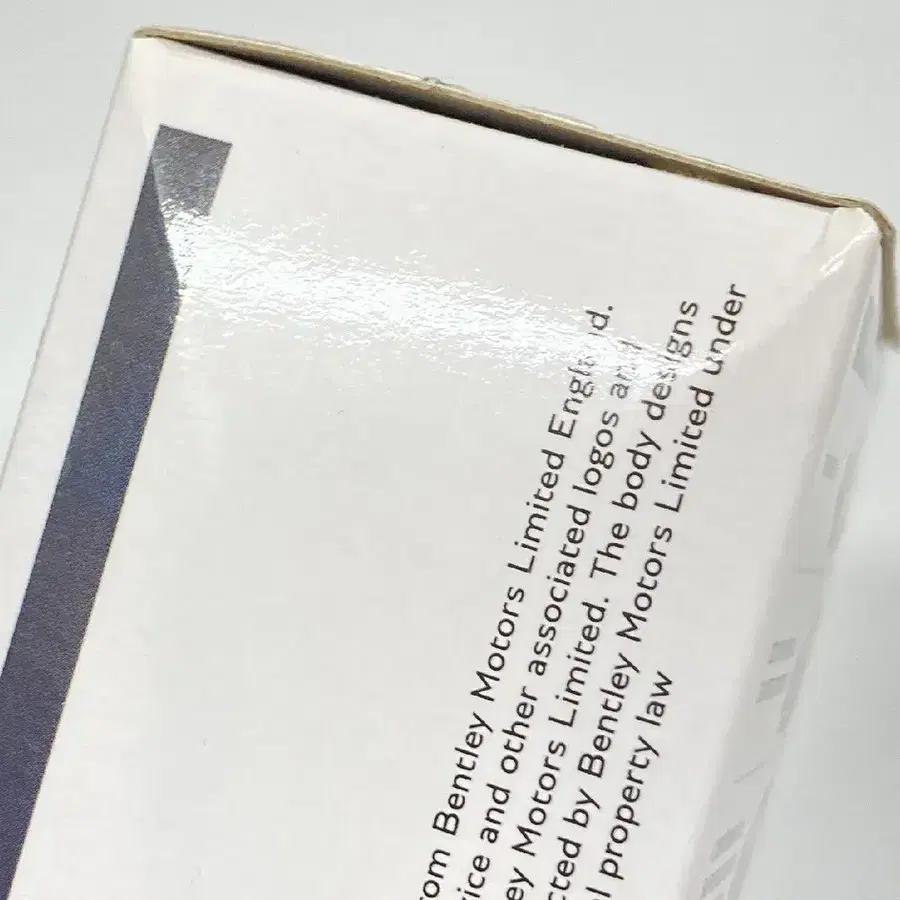 rom Bentley Motors Limited England.
ice and other associated logos and
ey Motors Limited. The body designs
cted by Bentley Motors Limited under
l property law